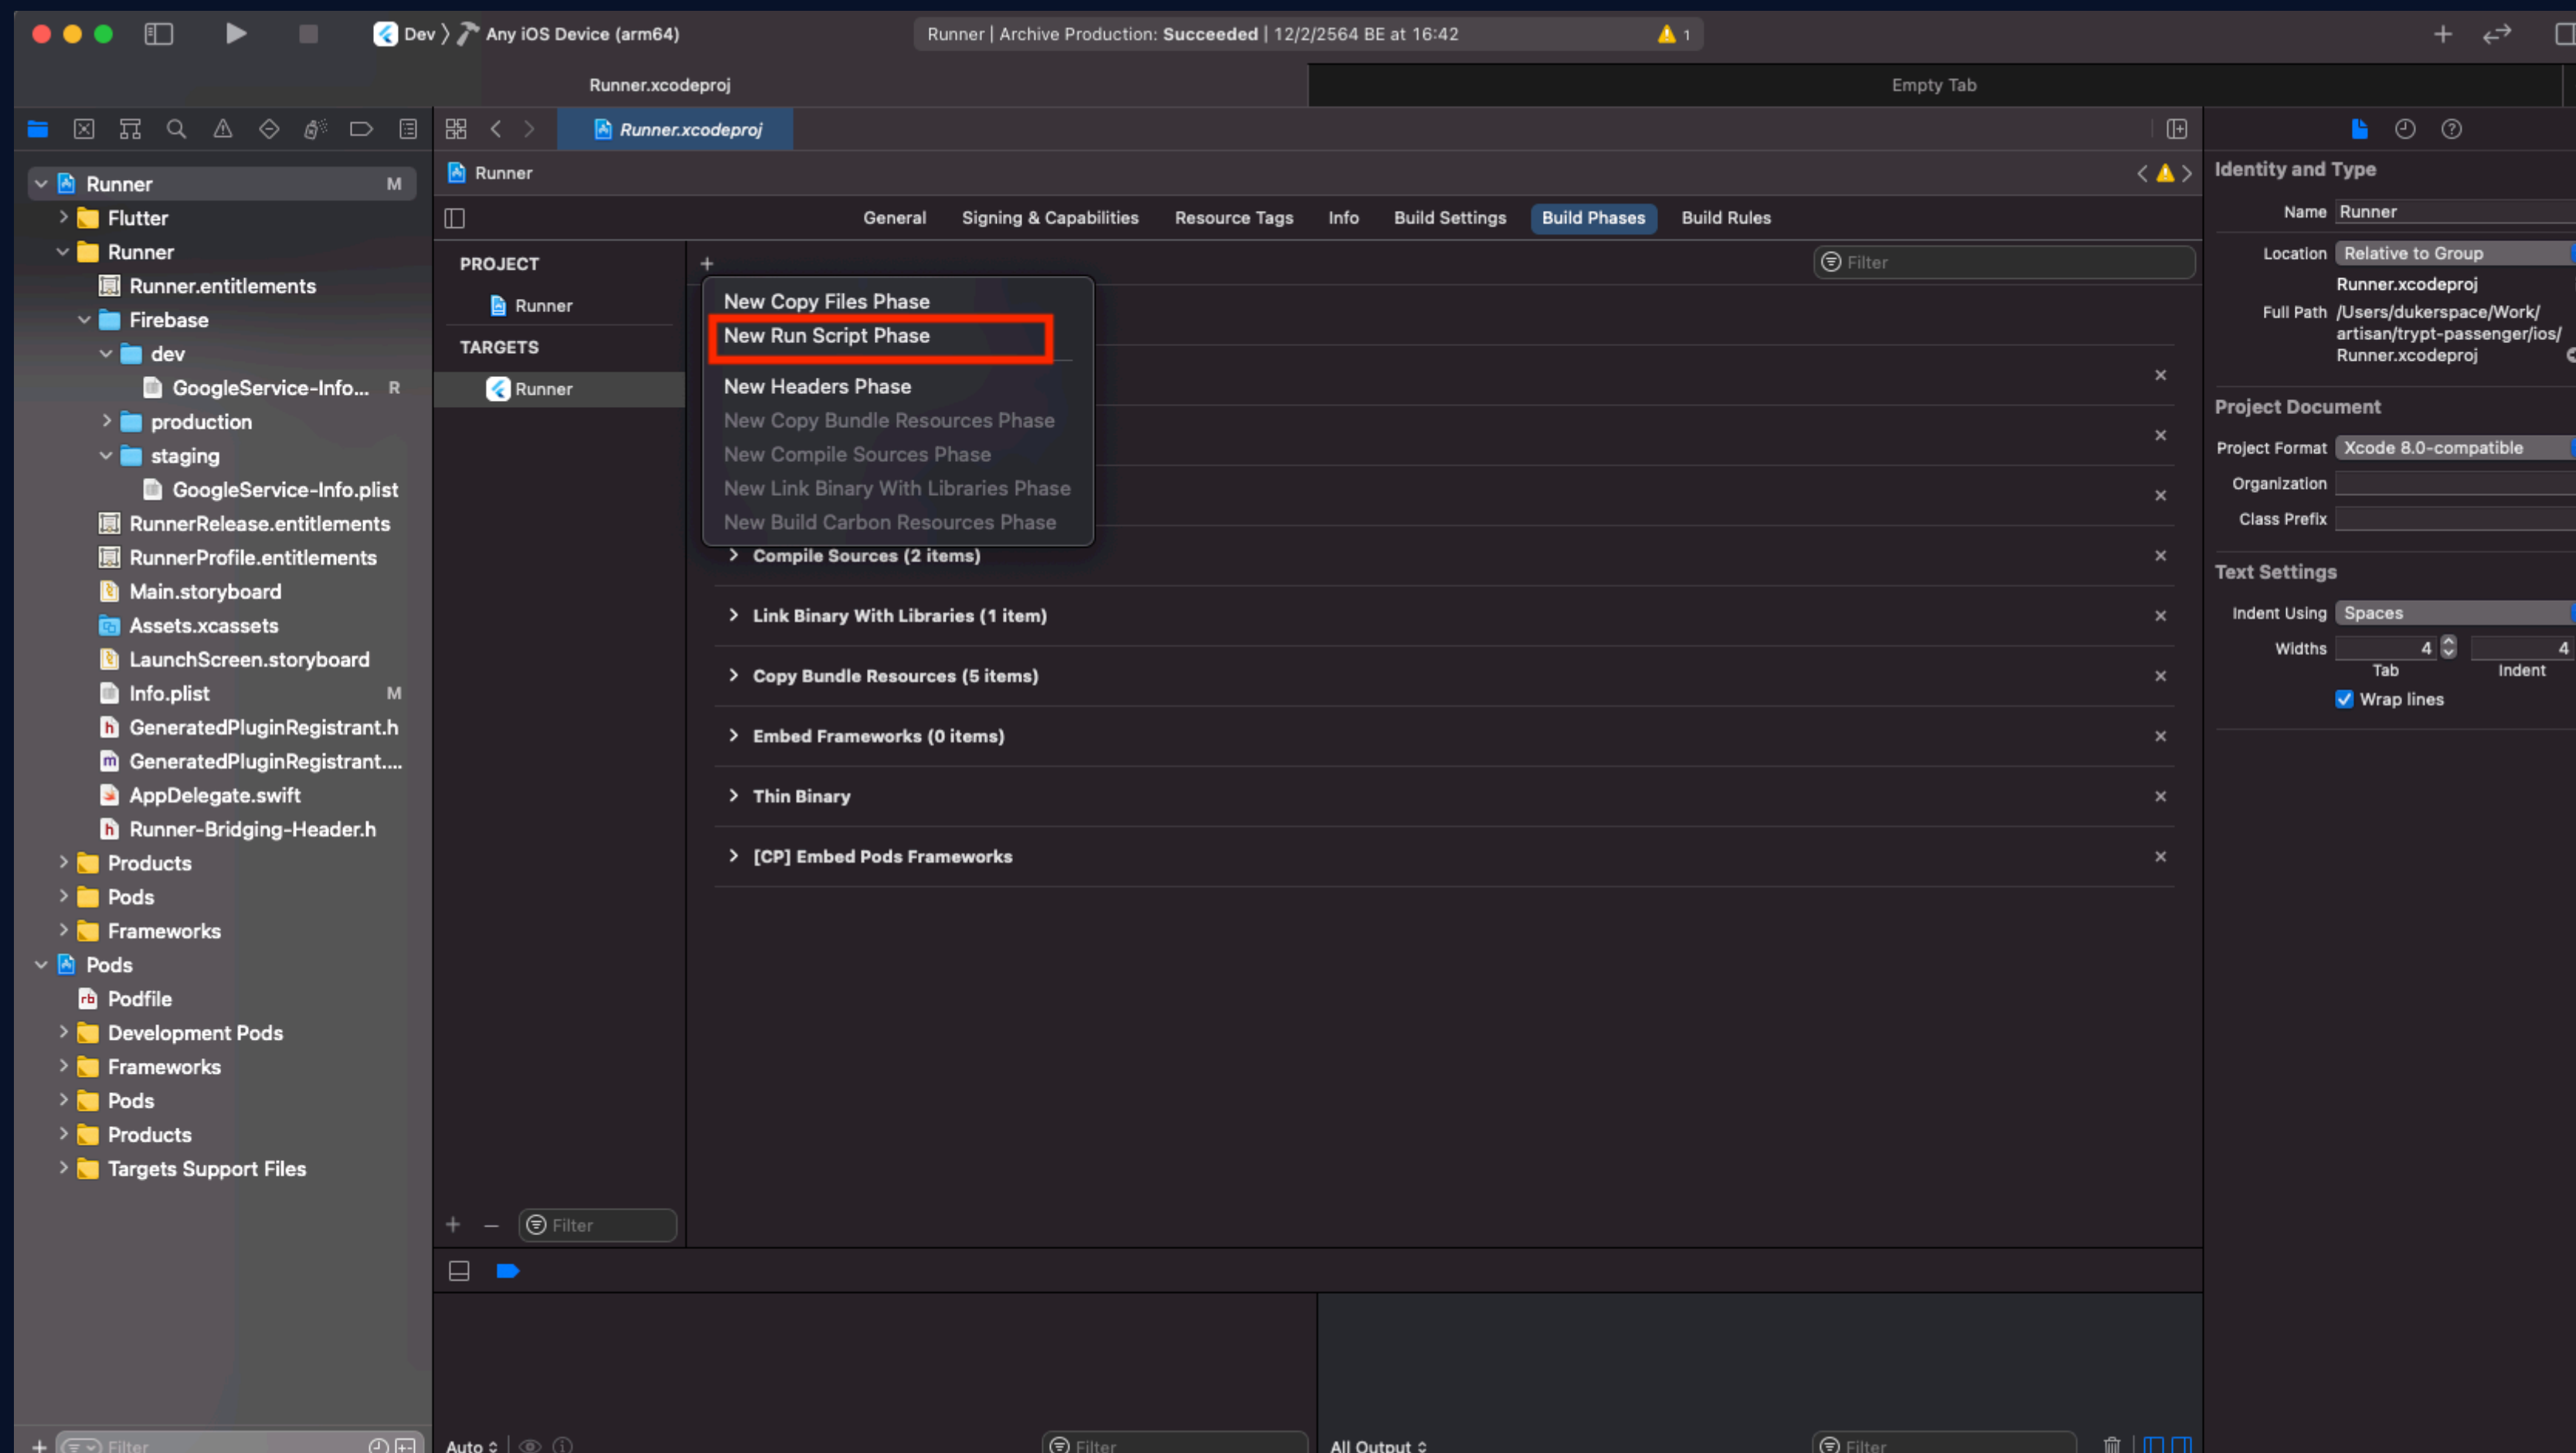 Dev
Any iOS Device (arm64)
Runner | Archive Production: Succeeded | 12/2/2564 BE at 16:42
1
Runner.xcodeproj
Empty Tab
Runner.xcodeproj
Runner
General Signing & Capabilities Resource Tags Info Build Settings Build Phases Build Rules
Runner M
Flutter
Runner
Runner.entitlements
Firebase
dev
GoogleService-Info... R
production
staging
GoogleService-Info.plist
RunnerRelease.entitlements
RunnerProfile.entitlements
Main.storyboard
Assets.xcassets
LaunchScreen.storyboard
Info.plist M
GeneratedPluginRegistrant.h
GeneratedPluginRegistrant....
AppDelegate.swift
Runner-Bridging-Header.h
Products
Pods
Frameworks
Pods
Podfile
Development Pods
Frameworks
Pods
Products
Targets Support Files
Filter
PROJECT
Runner
TARGETS
Runner
Filter
Filter
New Copy Files Phase
New Run Script Phase
New Headers Phase
New Copy Bundle Resources Phase
New Compile Sources Phase
New Link Binary With Libraries Phase
New Build Carbon Resources Phase
Compile Sources (2 items)
Link Binary With Libraries (1 item)
Copy Bundle Resources (5 items)
Embed Frameworks (0 items)
Thin Binary
[CP] Embed Pods Frameworks
Auto
Filter
All Output
Filter
Identity and Type
Name Runner
Location Relative to Group
Runner.xcodeproj
Full Path /Users/dukerspace/Work/
artisan/trypt-passenger/ios/
Runner.xcodeproj
Project Document
Project Format Xcode 8.0-compatible
Organization
Class Prefix
Text Settings
Indent Using Spaces
Widths 4 4
Tab Indent
Wrap lines